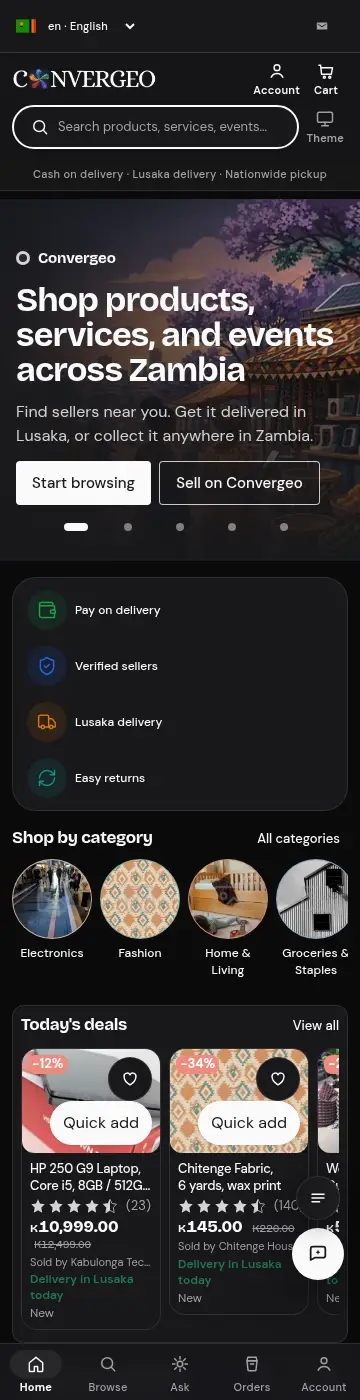 en · English
CONVERGEO
Account
Cart
Search products, services, events...
Theme
Cash on delivery · Lusaka delivery · Nationwide pickup
Convergeo
Shop products,
services, and events
across Zambia
Find sellers near you. Get it delivered in
Lusaka, or collect it anywhere in Zambia.
Start browsing
Sell on Convergeo
Pay on delivery
Verified sellers
Lusaka delivery
Easy returns
Shop by category
All categories
Electronics
Fashion
Home &
Living
Groceries &
Staples
Today's deals
View all
-12%
Quick add
HP 250 G9 Laptop,
Core i5, 8GB / 512G...
(23)
K10,999.00
K12,499.00
Sold by Kabulonga Tec...
Delivery in Lusaka
today
New
-34%
Quick add
Chitenge Fabric,
6 yards, wax print
(140
K145.00 K220.00
Sold by Chitenge Hous
Delivery in Lusaka
today
New
Home
Browse
Ask
Orders
Account